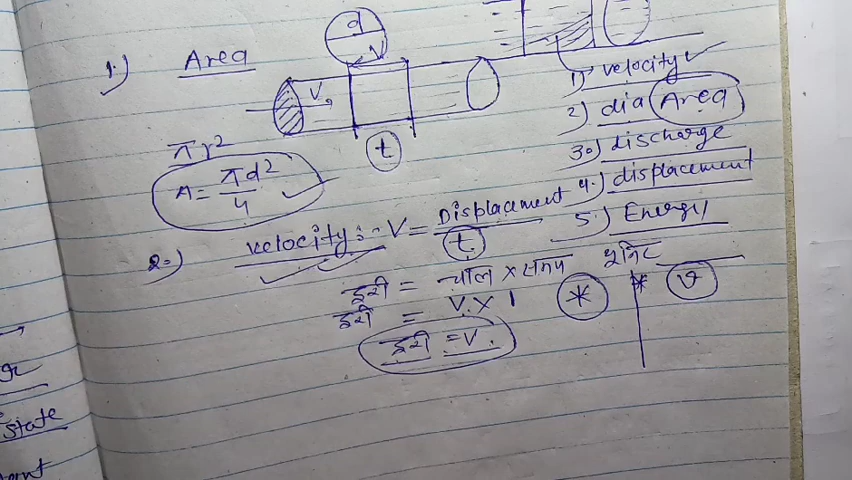 1.) Area
d
V
V
t
πr²
A = πd²/4
1) velocity
2) dia Area
3.) discharge
4.) displacement
5.) Energy
2.) velocity :- V = Displacement / t
दूरी = चाल × समय
दूरी = V × 1
दूरी = V.
*
*
state